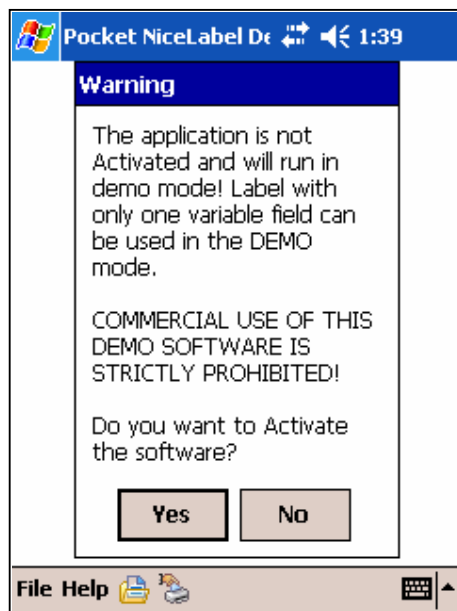 Pocket NiceLabel De 1:39
Warning
The application is not
Activated and will run in
demo mode! Label with
only one variable field can
be used in the DEMO
mode.
COMMERCIAL USE OF THIS
DEMO SOFTWARE IS
STRICTLY PROHIBITED!
Do you want to Activate
the software?
Yes No
File Help